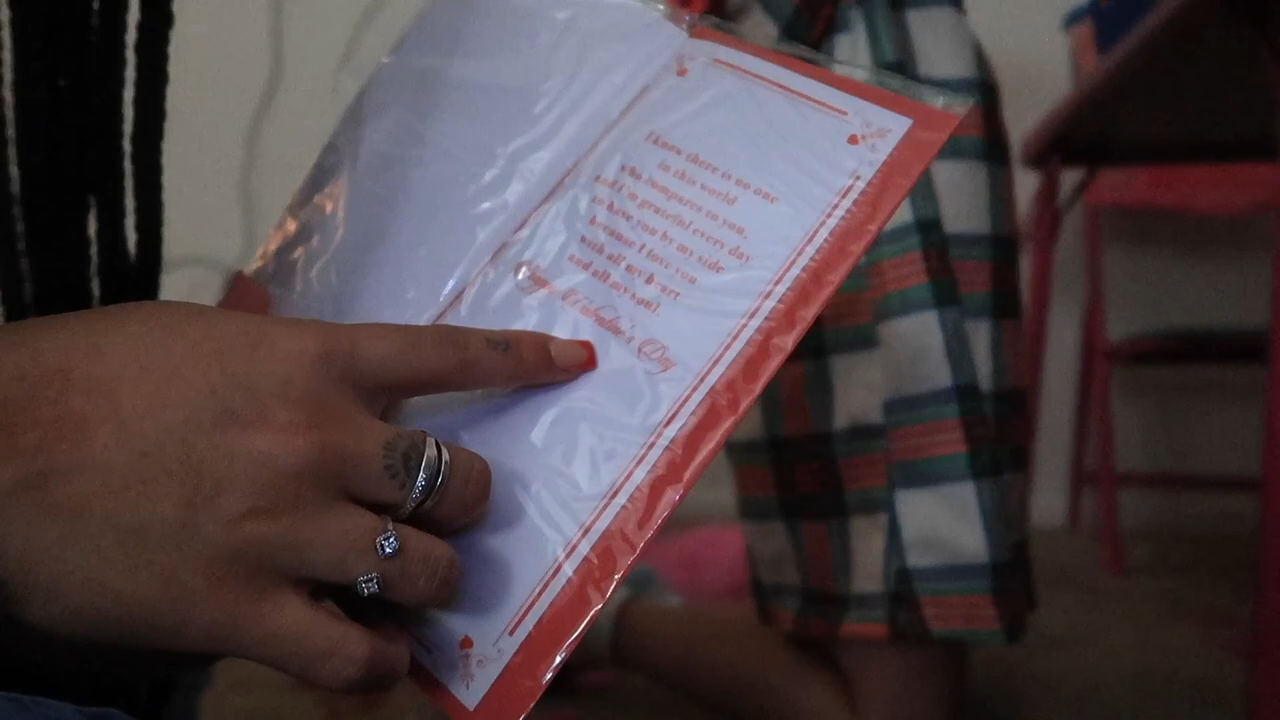 I know there is no one
in this world
who compares to you,
and I'm grateful every day
to have you by my side
because I love you
with all my heart
and all my soul.
Happy Valentine's Day